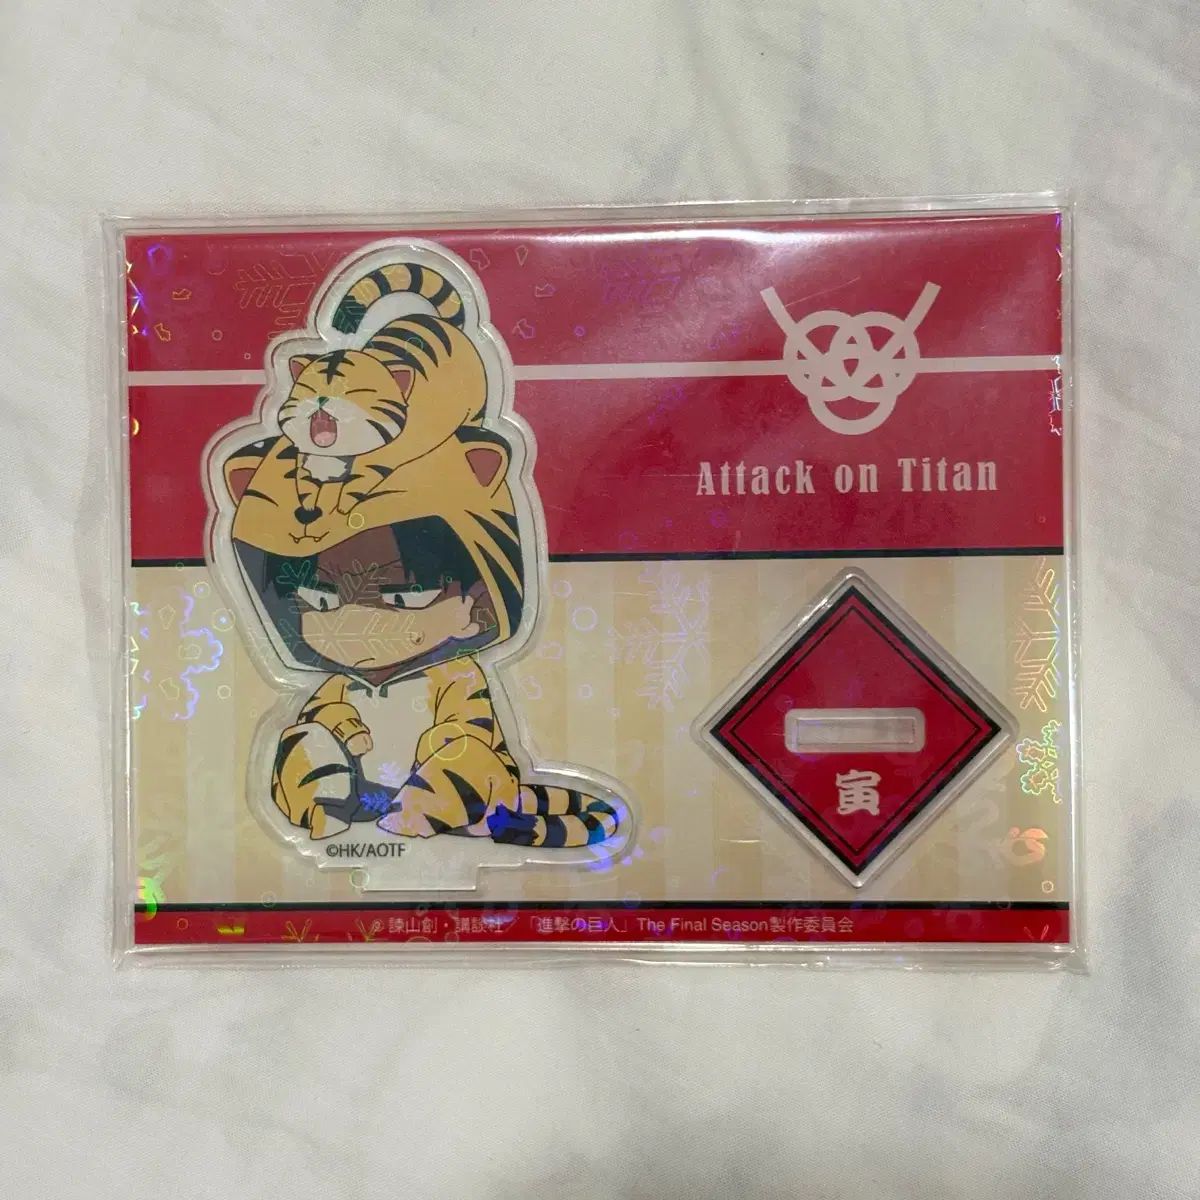 Attack on Titan
寅
©HK/AOTF
©諫山創・講談社／「進撃の巨人」The Final Season製作委員会